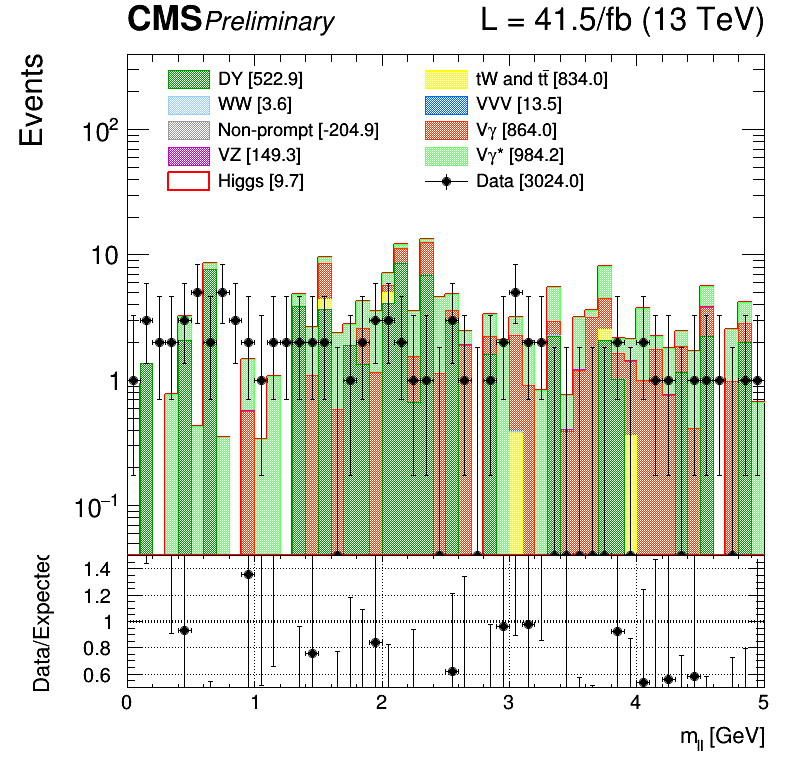 CMS Preliminary L = 41.5/fb (13 TeV)
Events
DY [522.9]
WW [3.6]
Non-prompt [-204.9]
VZ [149.3]
Higgs [9.7]
tW and tt̄ [834.0]
VVV [13.5]
Vγ [864.0]
Vγ* [984.2]
Data [3024.0]
10²
10
1
10⁻¹
Data/Expected
1.4
1.2
1
0.8
0.6
0 1 2 3 4 5
m_ll [GeV]